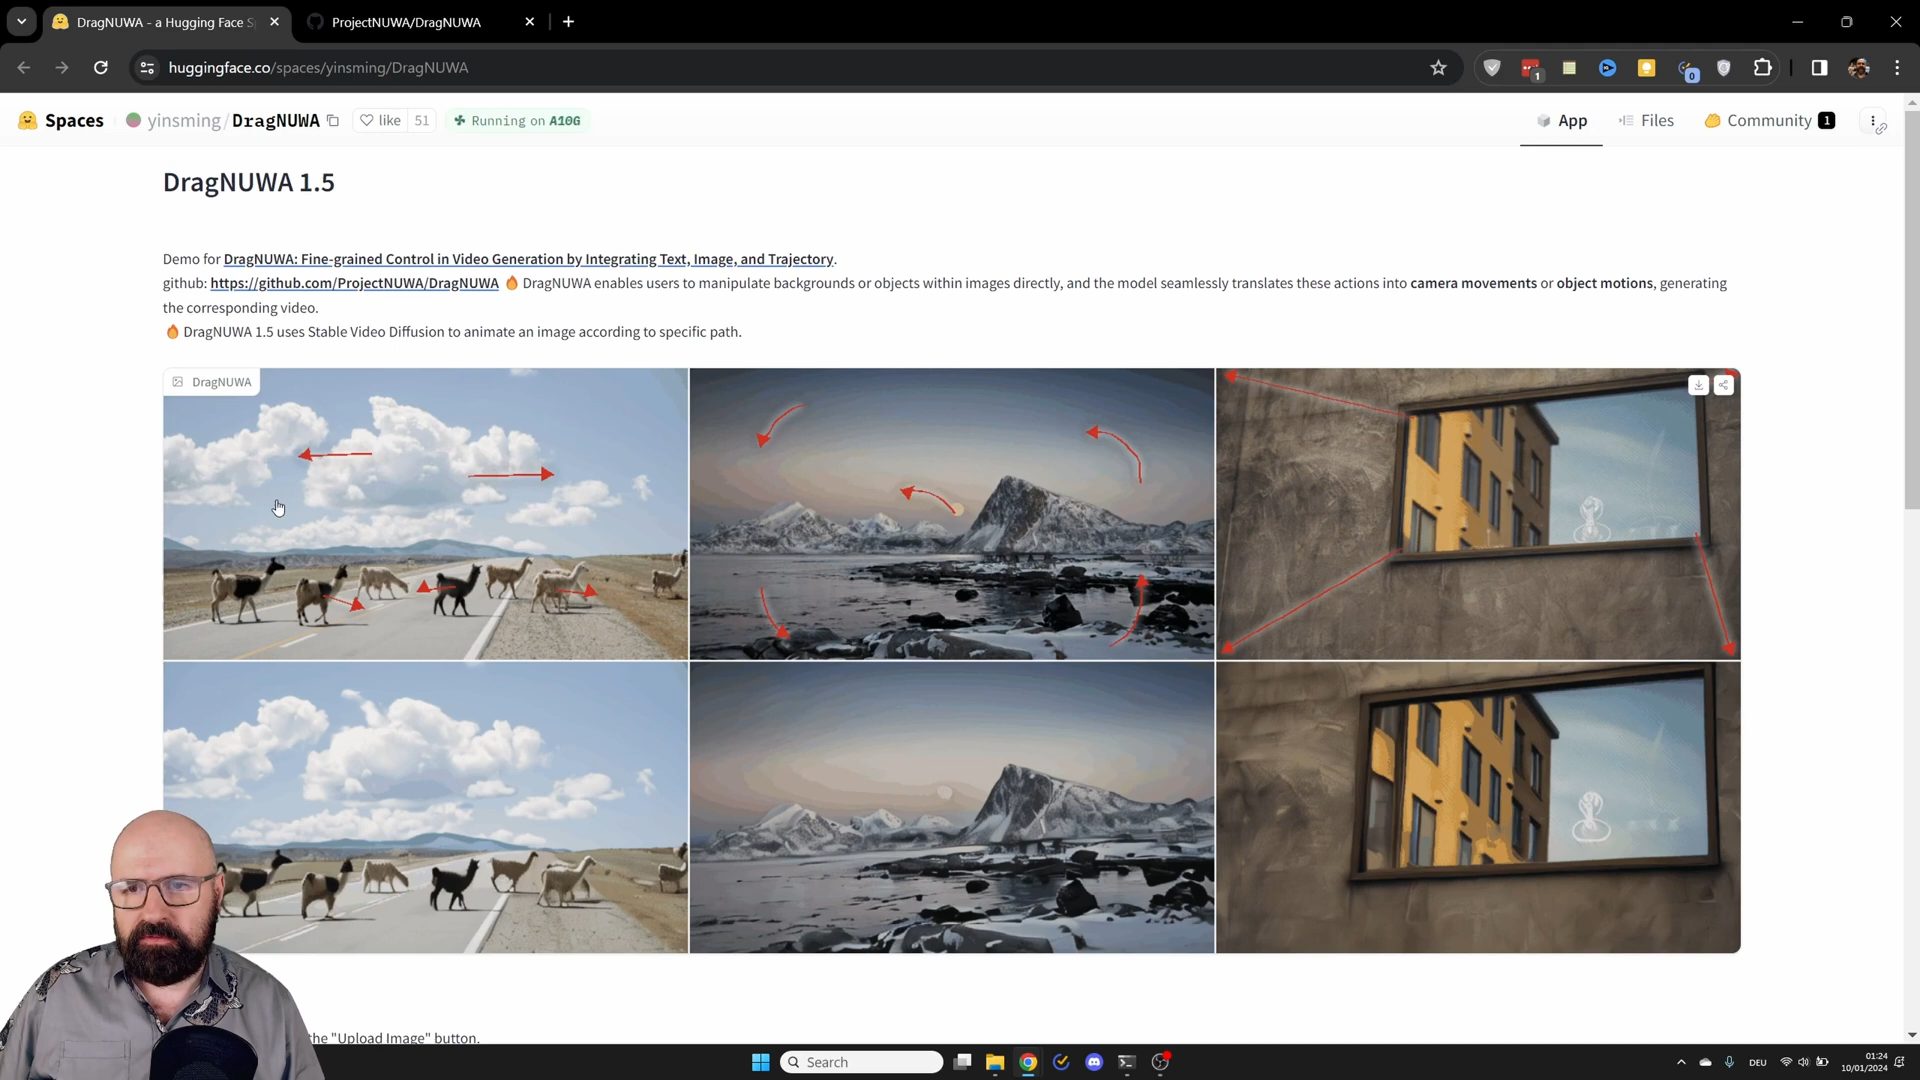 DragNUWA - a Hugging Face S
ProjectNUWA/DragNUWA
huggingface.co/spaces/yinsming/DragNUWA
1
0
Spaces yinsming/DragNUWA like 51 Running on A10G
App Files Community 1
DragNUWA 1.5
Demo for DragNUWA: Fine-grained Control in Video Generation by Integrating Text, Image, and Trajectory.
github: https://github.com/ProjectNUWA/DragNUWA 🔥 DragNUWA enables users to manipulate backgrounds or objects within images directly, and the model seamlessly translates these actions into camera movements or object motions, generating
the corresponding video.
🔥 DragNUWA 1.5 uses Stable Video Diffusion to animate an image according to specific path.
DragNUWA
the "Upload Image" button.
Search
DEU
01:24
10/01/2024